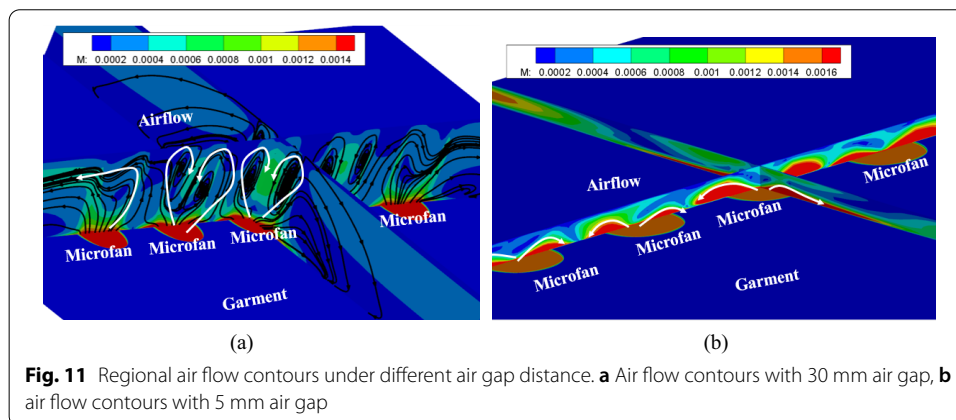 M: 0.0002 0.0004 0.0006 0.0008 0.001 0.0012 0.0014
Airflow
Microfan
Microfan
Microfan
Microfan
Garment
(a)
M: 0.0002 0.0004 0.0006 0.0008 0.001 0.0012 0.0014 0.0016
Airflow
Microfan
Microfan
Microfan
Microfan
Garment
(b)
Fig. 11 Regional air flow contours under different air gap distance. a Air flow contours with 30 mm air gap, b
air flow contours with 5 mm air gap